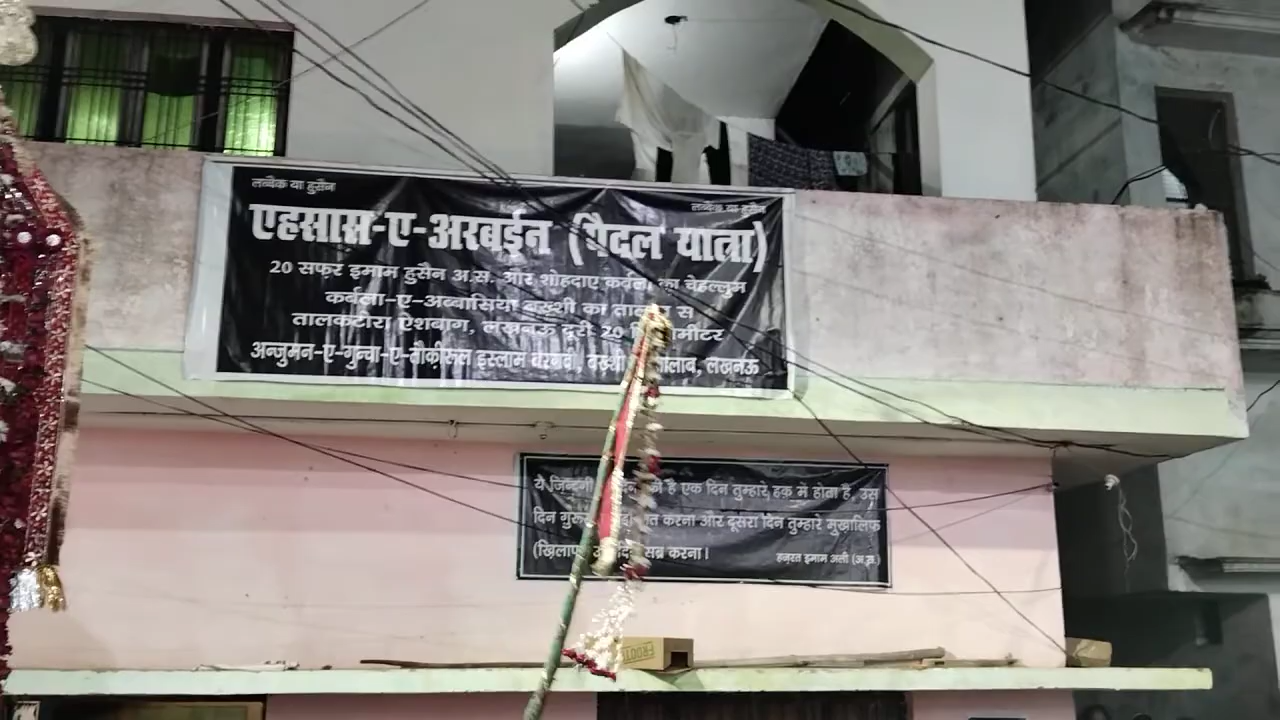 लब्बैक या हुसैन
लब्बैक या हुसैन
एहसास-ए-अरबईन (पैदल यात्रा)
20 सफ़र इमाम हुसैन अ.स. और शोहदाए कर्बला का चेहल्लुम
कर्बला-ए-अब्बासिया बख़्शी का से
तालकटोरा ऐशबाग, लखनऊ दूरी 20
अन्जुमन-ए-गुन्चा-ए-तौक़ीरुल इस्लाम बख़्शी लखनऊ
ये ज़िन्दगी की है एक दिन तुम्हारे हक़ में होता है, उस
दिन मत करना और दूसरा दिन तुम्हारे मुख़ालिफ़
(ख़िलाफ़ सब्र करना।
हज़रत इमाम अली (अ.स.)